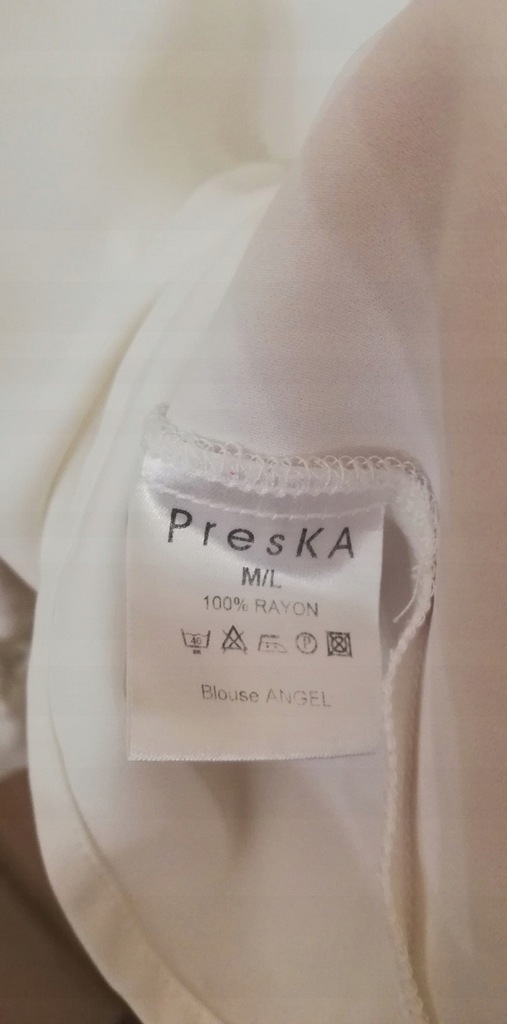 PresKA
M/L
100% RAYON
40 P
Blouse ANGEL